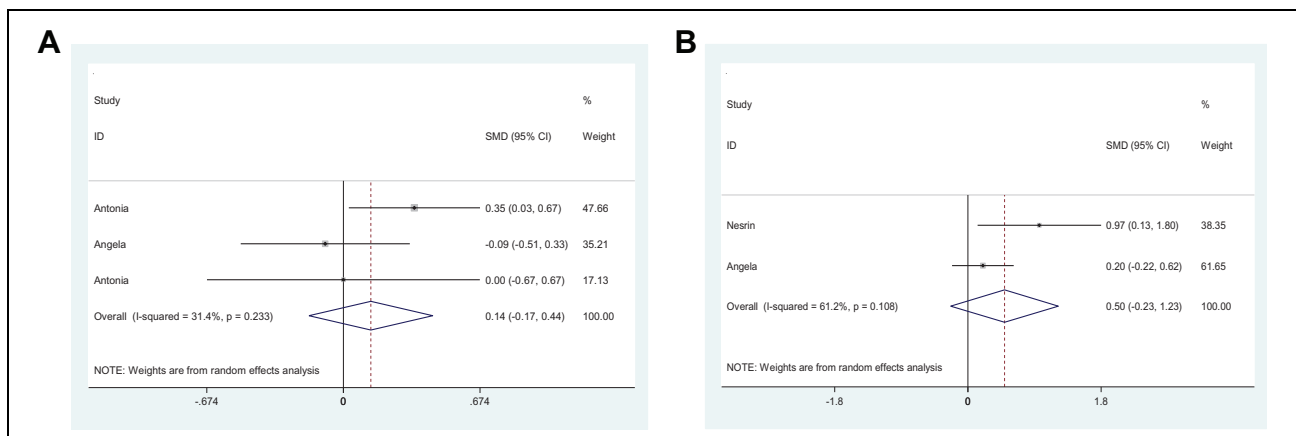 A
Study %
ID SMD (95% CI) Weight
Antonia 0.35 (0.03, 0.67) 47.66
Angela -0.09 (-0.51, 0.33) 35.21
Antonia 0.00 (-0.67, 0.67) 17.13
Overall (I-squared = 31.4%, p = 0.233) 0.14 (-0.17, 0.44) 100.00
NOTE: Weights are from random effects analysis
-.674 0 .674
B
Study %
ID SMD (95% CI) Weight
Nesrin 0.97 (0.13, 1.80) 38.35
Angela 0.20 (-0.22, 0.62) 61.65
Overall (I-squared = 61.2%, p = 0.108) 0.50 (-0.23, 1.23) 100.00
NOTE: Weights are from random effects analysis
-1.8 0 1.8